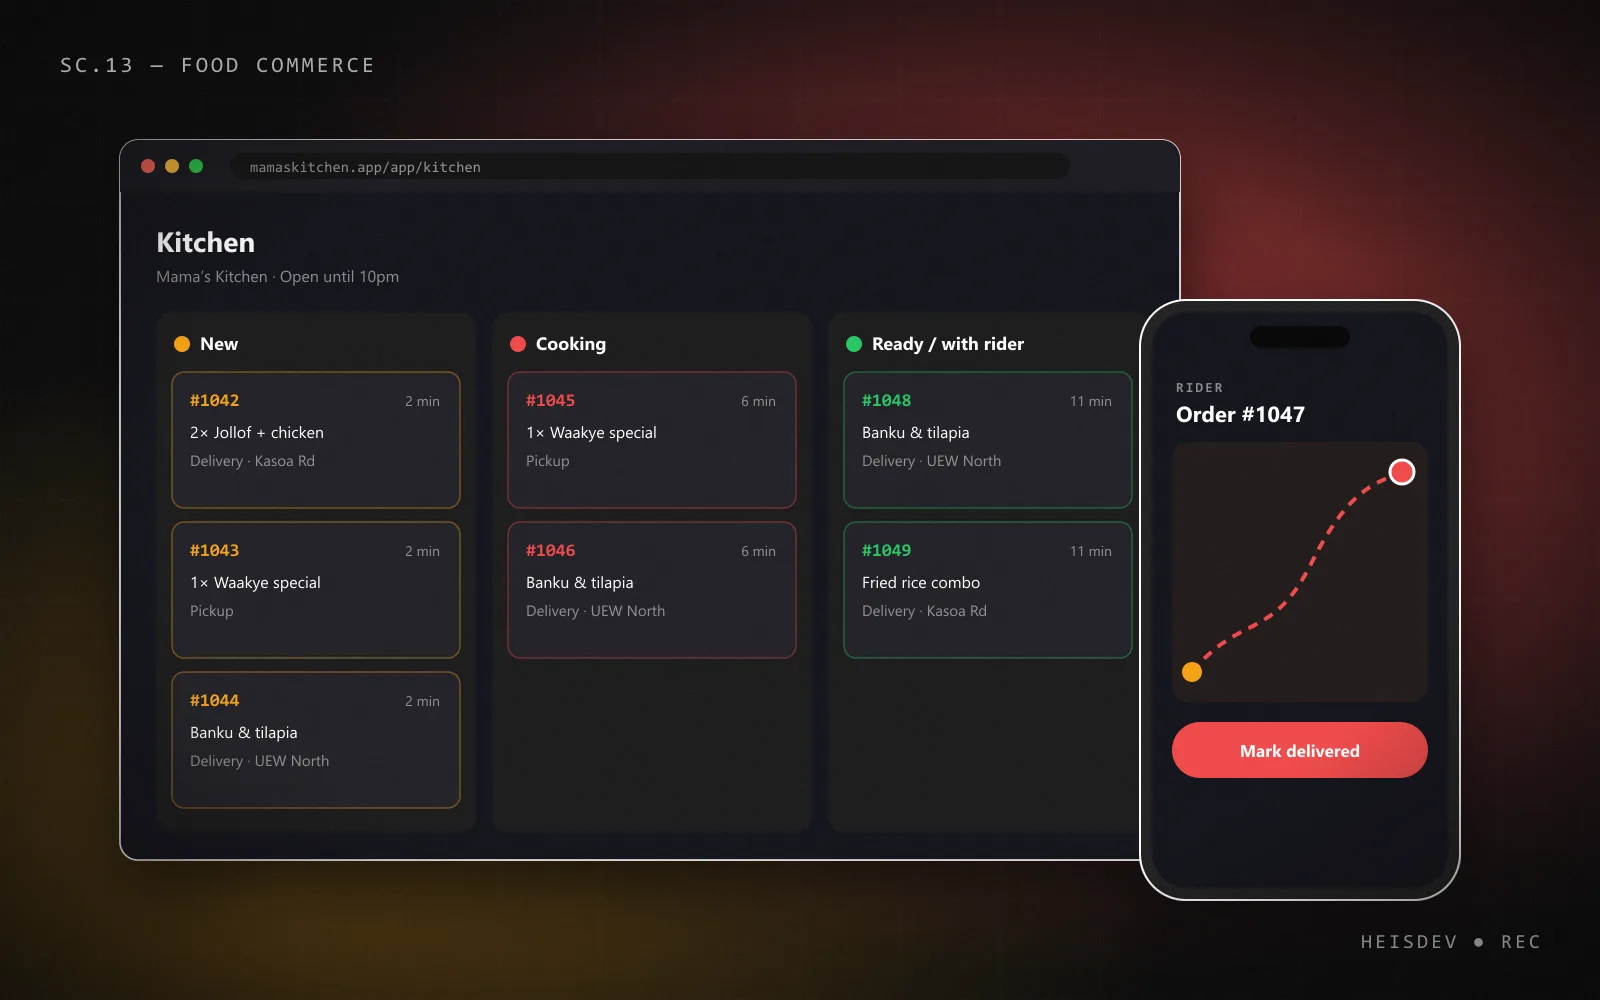 SC.13 — FOOD COMMERCE
mamaskitchen.app/app/kitchen
Kitchen
Mama's Kitchen · Open until 10pm
New
#1042 2 min
2× Jollof + chicken
Delivery · Kasoa Rd
#1043 2 min
1× Waakye special
Pickup
#1044 2 min
Banku & tilapia
Delivery · UEW North
Cooking
#1045 6 min
1× Waakye special
Pickup
#1046 6 min
Banku & tilapia
Delivery · UEW North
Ready / with rider
#1048 11 min
Banku & tilapia
Delivery · UEW North
#1049 11 min
Fried rice combo
Delivery · Kasoa Rd
RIDER
Order #1047
Mark delivered
HEISDEV ● REC